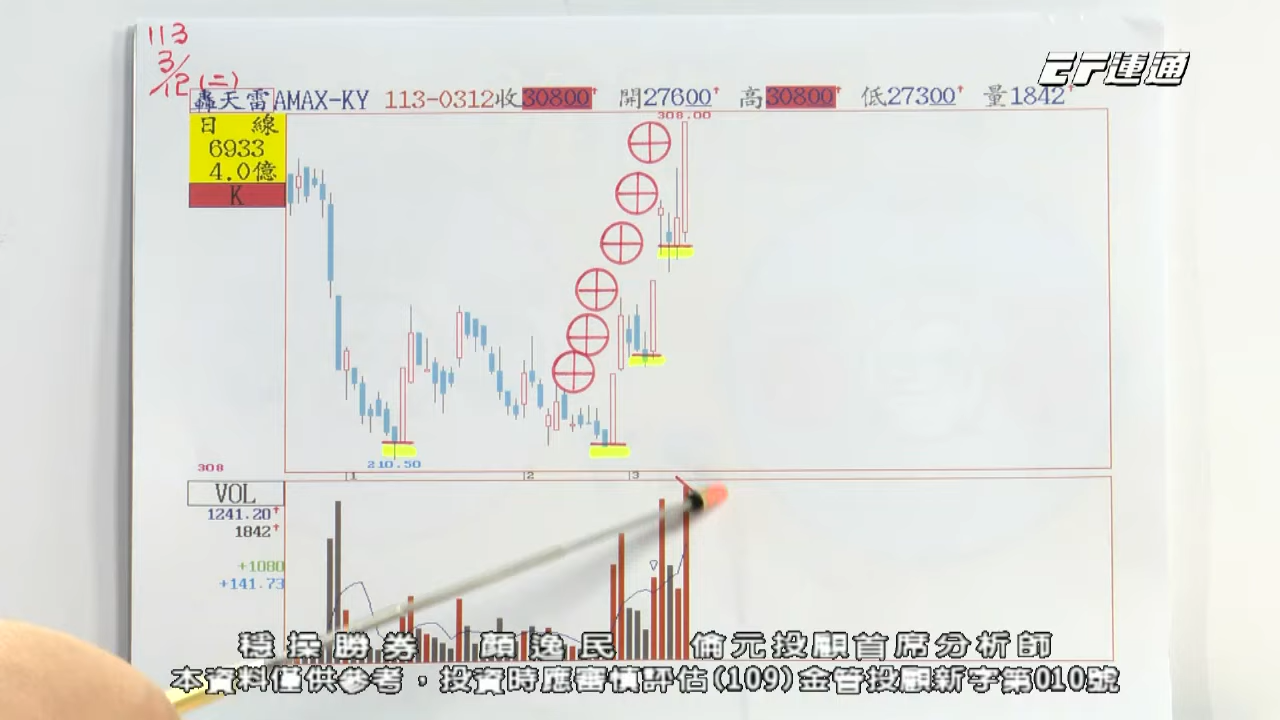 113
3/12(二)
EF運通
轟天雷AMAX-KY 113-0312收30800↑ 開27600↑ 高30800↑ 低27300↑ 量1842↑
日 線
6933
4.0億
K
308.00
210.50
308
1 2 3
VOL
1241.20↑
1842↑
+1080
+141.73
穩操勝券 顏逸民 倫元投顧首席分析師
本資料僅供參考，投資時應審慎評估(109)金管投顧新字第010號